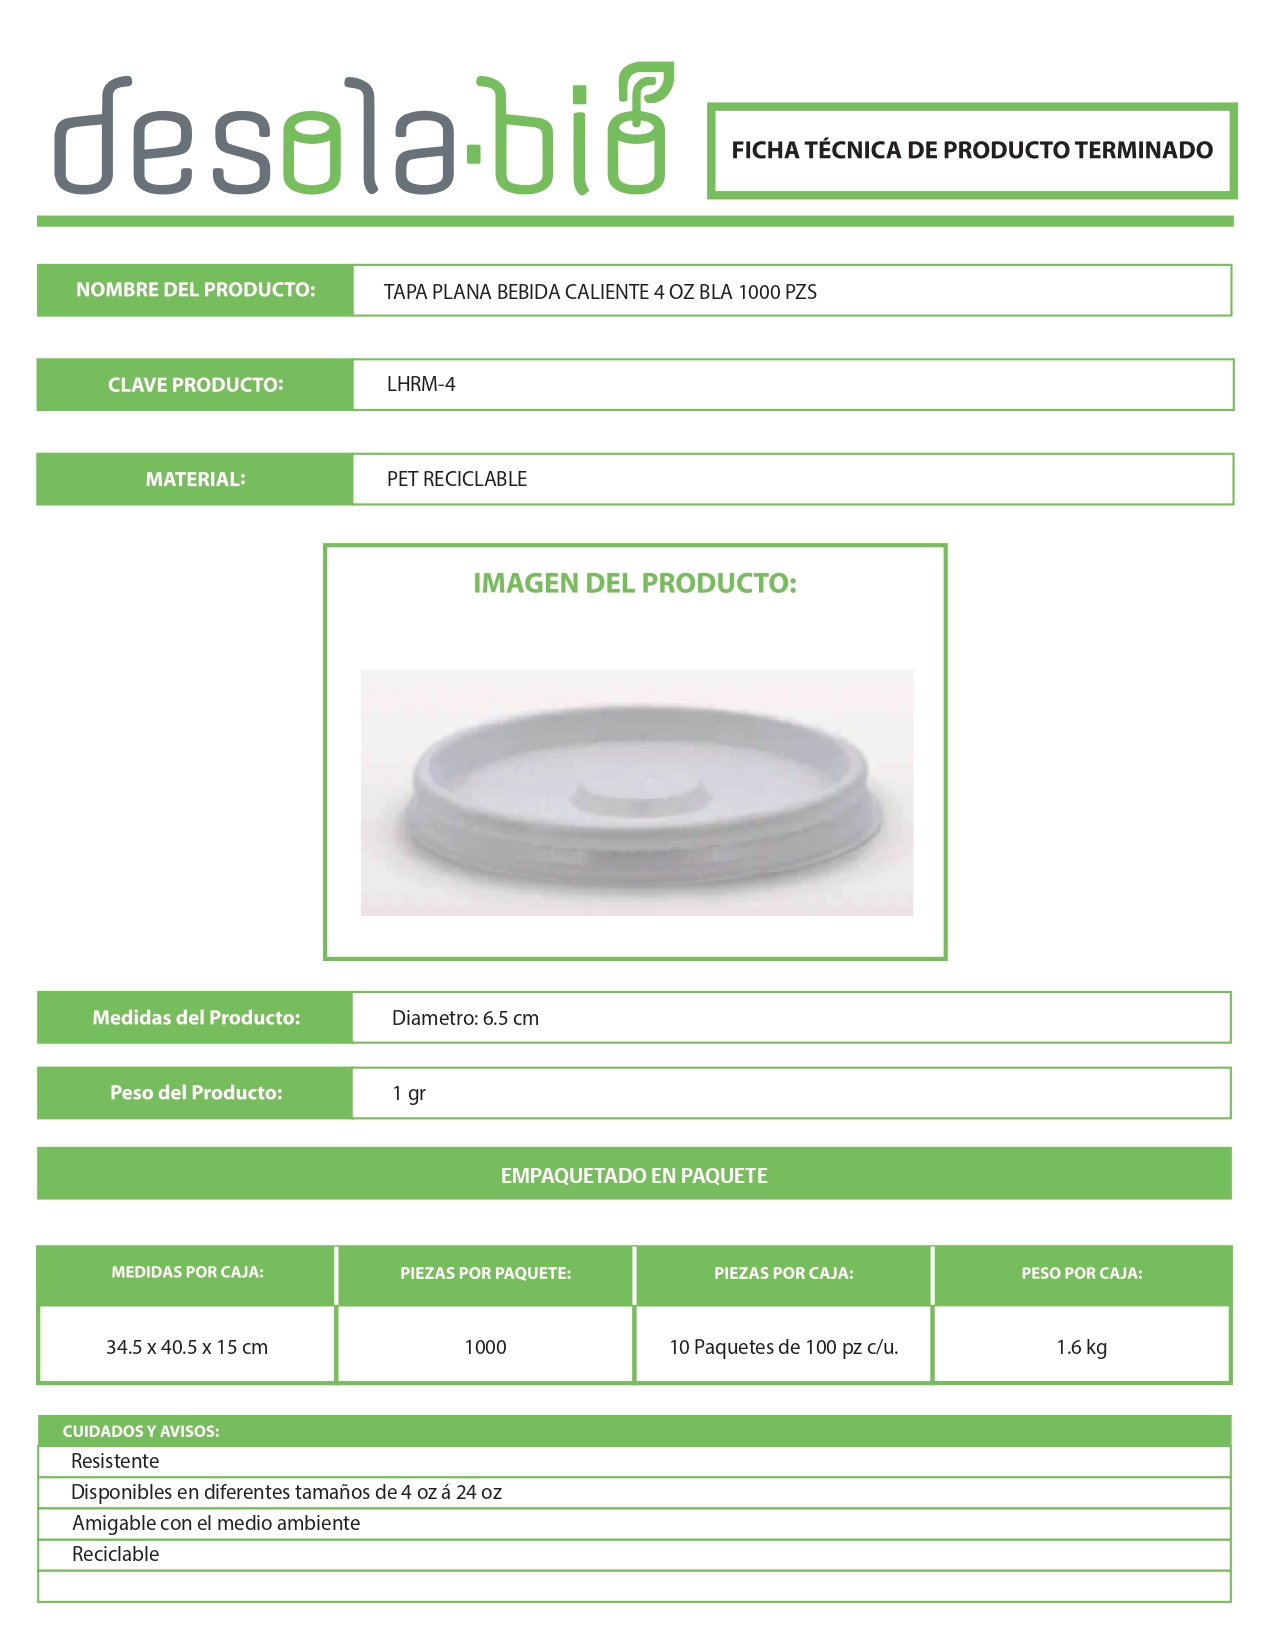 desola·bio
FICHA TÉCNICA DE PRODUCTO TERMINADO
NOMBRE DEL PRODUCTO: TAPA PLANA BEBIDA CALIENTE 4 OZ BLA 1000 PZS
CLAVE PRODUCTO: LHRM-4
MATERIAL: PET RECICLABLE
IMAGEN DEL PRODUCTO:
Medidas del Producto: Diametro: 6.5 cm
Peso del Producto: 1 gr
EMPAQUETADO EN PAQUETE
MEDIDAS POR CAJA: PIEZAS POR PAQUETE: PIEZAS POR CAJA: PESO POR CAJA:
34.5 x 40.5 x 15 cm 1000 10 Paquetes de 100 pz c/u. 1.6 kg
CUIDADOS Y AVISOS:
Resistente
Disponibles en diferentes tamaños de 4 oz á 24 oz
Amigable con el medio ambiente
Reciclable